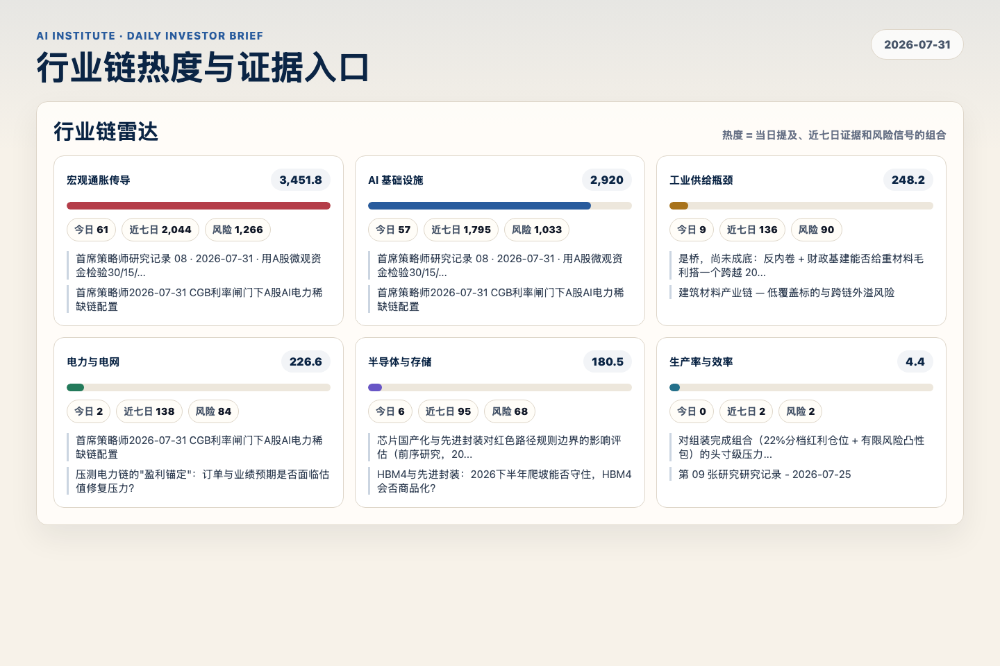 AI INSTITUTE · DAILY INVESTOR BRIEF
行业链热度与证据入口
2026-07-31
行业链雷达
热度 = 当日提及、近七日证据和风险信号的组合
宏观通胀传导
3,451.8
今日 61
近七日 2,044
风险 1,266
首席策略师研究记录 08 · 2026-07-31 · 用A股微观资
金检验30/15/...
首席策略师2026-07-31 CGB利率闸门下A股AI电力稀
缺链配置
AI 基础设施
2,920
今日 57
近七日 1,795
风险 1,033
首席策略师研究记录 08 · 2026-07-31 · 用A股微观资
金检验30/15/...
首席策略师2026-07-31 CGB利率闸门下A股AI电力稀
缺链配置
工业供给瓶颈
248.2
今日 9
近七日 136
风险 90
是桥，尚未成底：反内卷 + 财政基建能否给重材料毛
利搭一个跨越 20...
建筑材料产业链 — 低覆盖标的与跨链外溢风险
电力与电网
226.6
今日 2
近七日 138
风险 84
首席策略师2026-07-31 CGB利率闸门下A股AI电力稀
缺链配置
压测电力链的"盈利锚定"：订单与业绩预期是否面临估
值修复压力?
半导体与存储
180.5
今日 6
近七日 95
风险 68
芯片国产化与先进封装对红色路径规则边界的影响评
估（前序研究，20...
HBM4与先进封装：2026下半年爬坡能否守住，HBM4
会否商品化?
生产率与效率
4.4
今日 0
近七日 2
风险 2
对组装完成组合（22%分档红利仓位 + 有限风险凸性
包）的头寸级压力...
第 09 张研究研究记录 - 2026-07-25